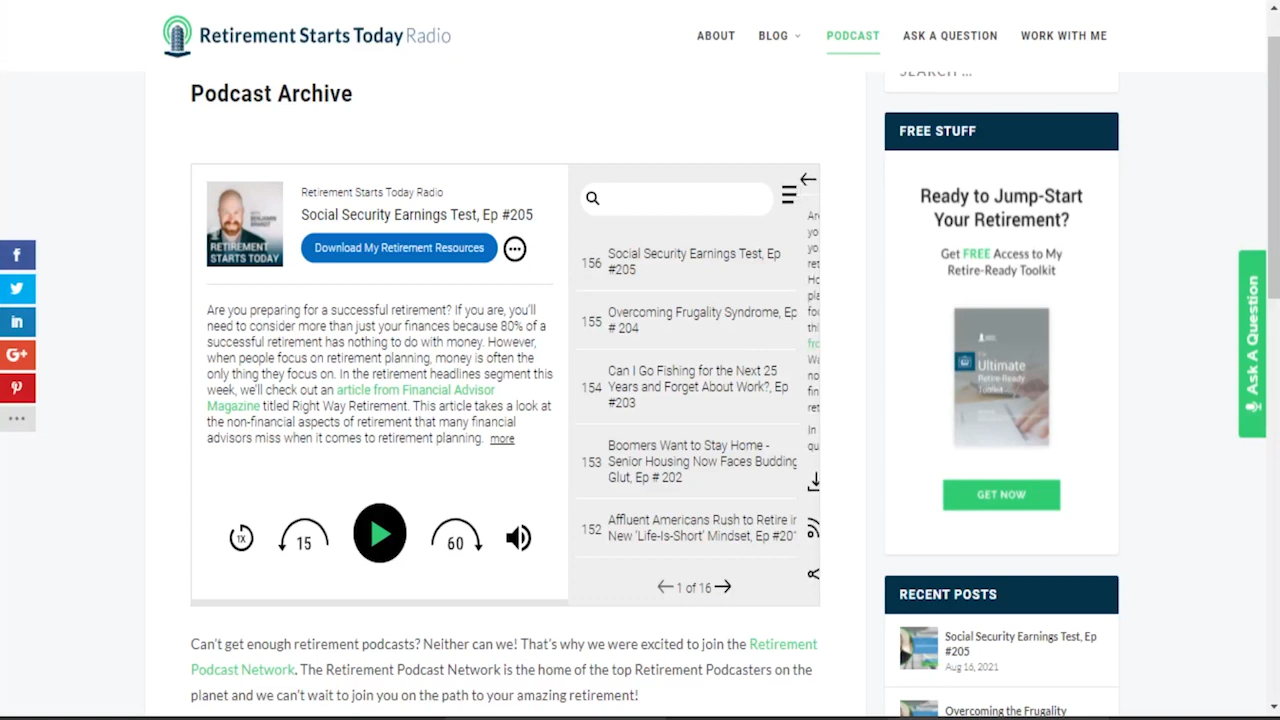 Retirement Starts Today Radio
ABOUT
BLOG
PODCAST
ASK A QUESTION
WORK WITH ME
Podcast Archive
Retirement Starts Today Radio
Social Security Earnings Test, Ep #205
Download My Retirement Resources
RETIREMENT
STARTS TODAY
Are you preparing for a successful retirement? If you are, you'll
need to consider more than just your finances because 80% of a
successful retirement has nothing to do with money. However,
when people focus on retirement planning, money is often the
only thing they focus on. In the retirement headlines segment this
week, we'll check out an article from Financial Advisor
Magazine titled Right Way Retirement. This article takes a look at
the non-financial aspects of retirement that many financial
advisors miss when it comes to retirement planning. more
1X
15
60
156
Social Security Earnings Test, Ep
#205
155
Overcoming Frugality Syndrome, Ep
# 204
154
Can I Go Fishing for the Next 25
Years and Forget About Work?, Ep
#203
153
Boomers Want to Stay Home -
Senior Housing Now Faces Budding
Glut, Ep # 202
152
Affluent Americans Rush to Retire in
New 'Life-Is-Short' Mindset, Ep #201
1 of 16
Can't get enough retirement podcasts? Neither can we! That's why we were excited to join the Retirement
Podcast Network. The Retirement Podcast Network is the home of the top Retirement Podcasters on the
planet and we can't wait to join you on the path to your amazing retirement!
SEARCH ...
FREE STUFF
Ready to Jump-Start
Your Retirement?
Get FREE Access to My
Retire-Ready Toolkit
Ultimate
Retire-Ready
Toolkit
GET NOW
RECENT POSTS
Social Security Earnings Test, Ep
#205
Aug 16, 2021
Overcoming the Frugality
Ask A Question